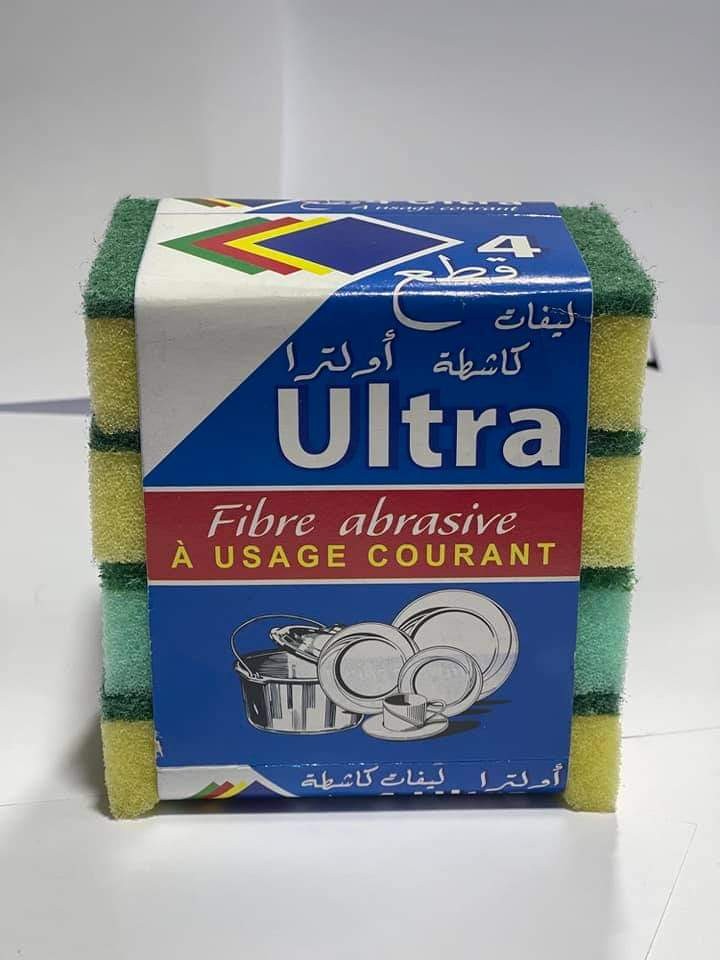 A usage courant
4
قطع
ليفات
كاشطة أولترا
Ultra
Fibre abrasive
À USAGE COURANT
أولترا ليفات كاشطة